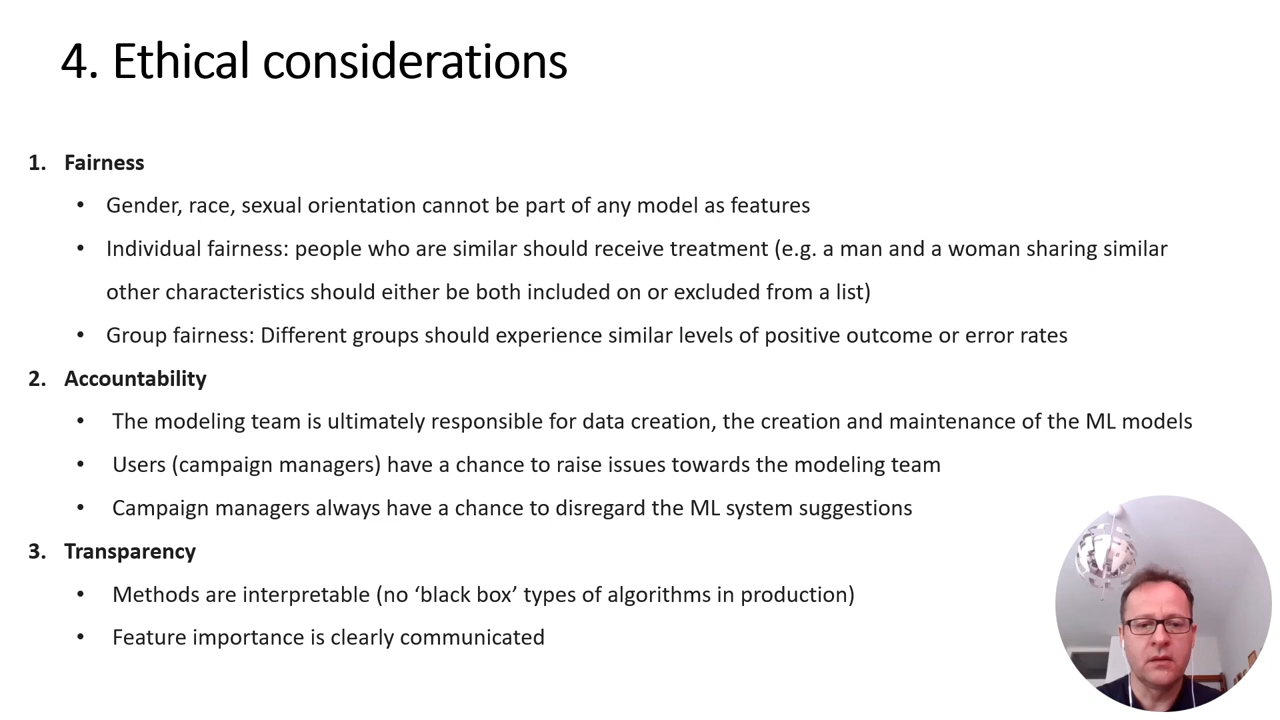 4. Ethical considerations
1. Fairness
• Gender, race, sexual orientation cannot be part of any model as features
• Individual fairness: people who are similar should receive treatment (e.g. a man and a woman sharing similar
other characteristics should either be both included on or excluded from a list)
• Group fairness: Different groups should experience similar levels of positive outcome or error rates
2. Accountability
• The modeling team is ultimately responsible for data creation, the creation and maintenance of the ML models
• Users (campaign managers) have a chance to raise issues towards the modeling team
• Campaign managers always have a chance to disregard the ML system suggestions
3. Transparency
• Methods are interpretable (no ‘black box’ types of algorithms in production)
• Feature importance is clearly communicated